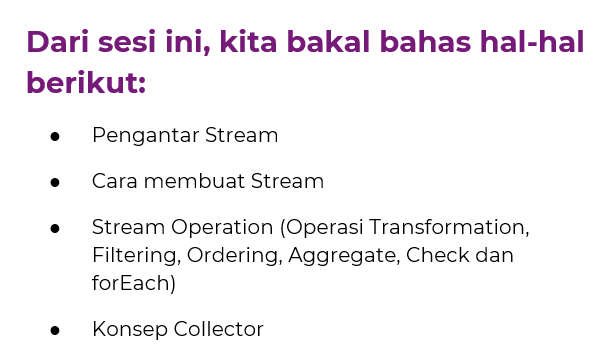 Dari sesi ini, kita bakal bahas hal-hal
berikut:
● Pengantar Stream
● Cara membuat Stream
● Stream Operation (Operasi Transformation,
Filtering, Ordering, Aggregate, Check dan
forEach)
● Konsep Collector